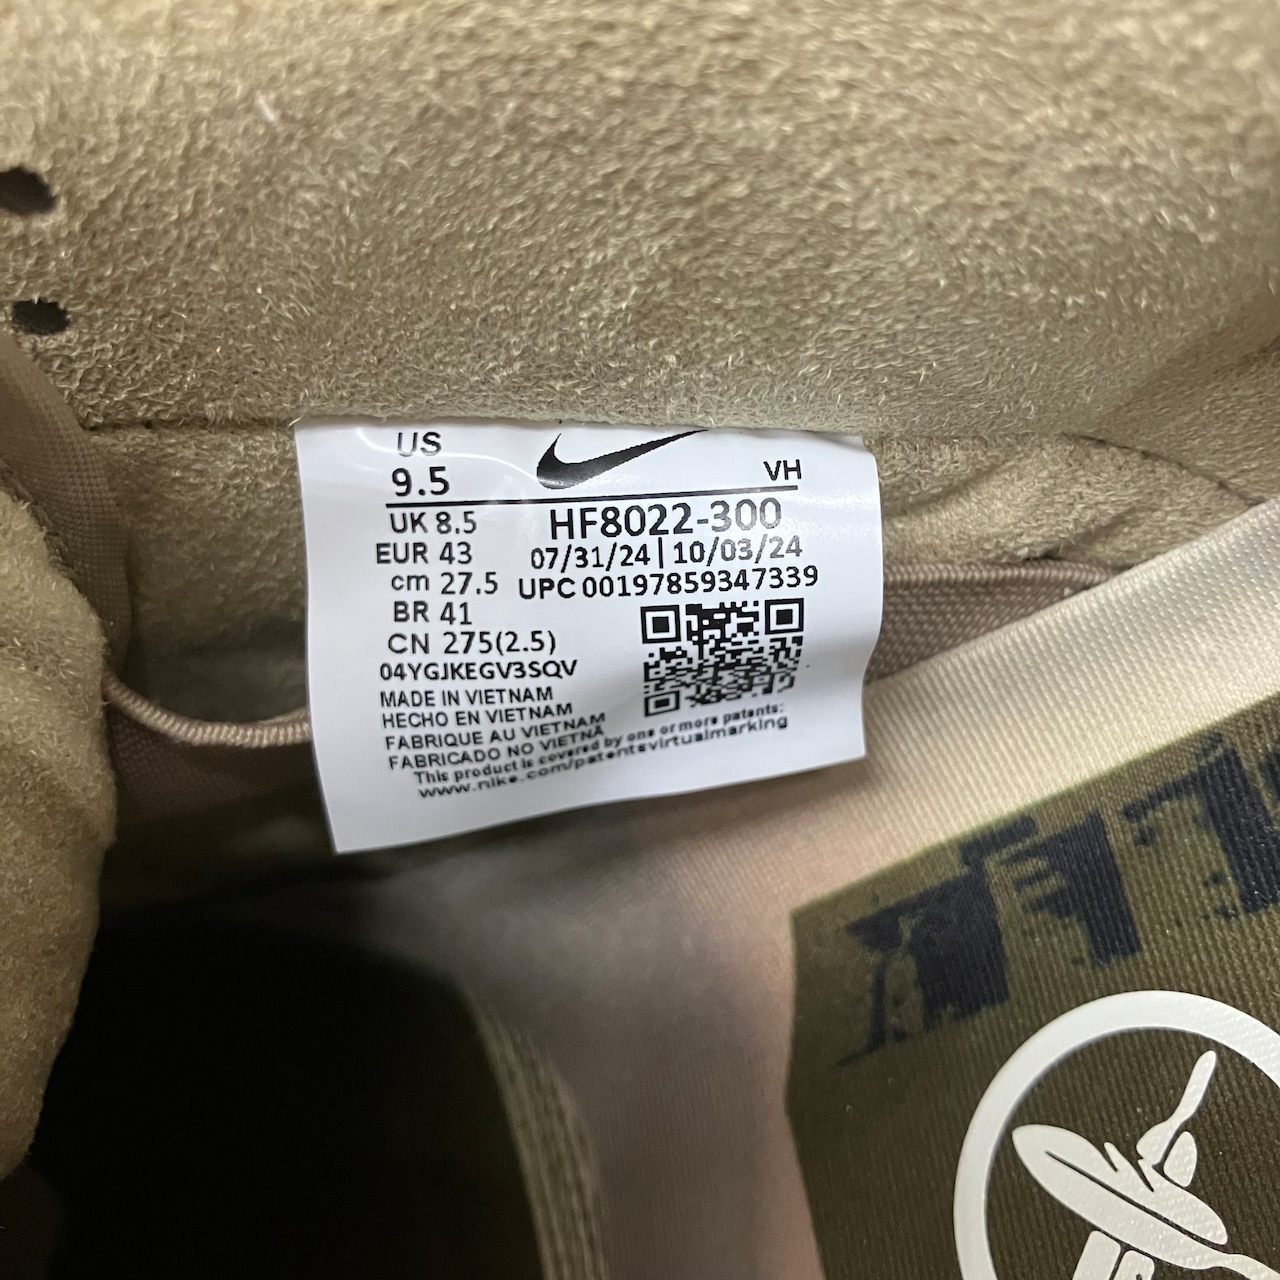 US
9.5
VH
UK 8.5
HF8022-300
EUR 43
07/31/24 | 10/03/24
cm 27.5
UPC 00197859347339
BR 41
CN 275(2.5)
04YGJKEGV3SQV
MADE IN VIETNAM
HECHO EN VIETNAM
FABRIQUE AU VIETNAM
FABRICADO NO VIETNÃ
This product is covered by one or more patents:
www.nike.com/patentsvirtualmarking